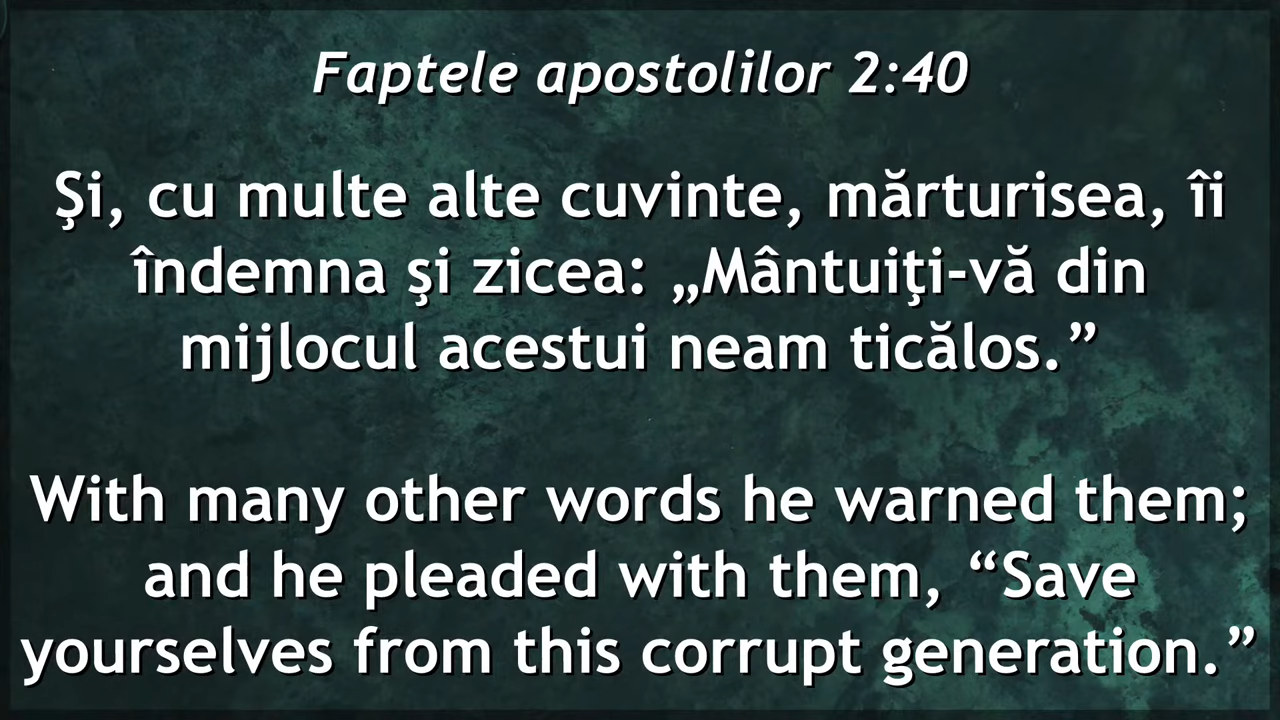 Faptele apostolilor 2:40
Şi, cu multe alte cuvinte, mărturisea, îi
îndemna şi zicea: „Mântuiţi-vă din
mijlocul acestui neam ticălos.”
With many other words he warned them;
and he pleaded with them, “Save
yourselves from this corrupt generation.”